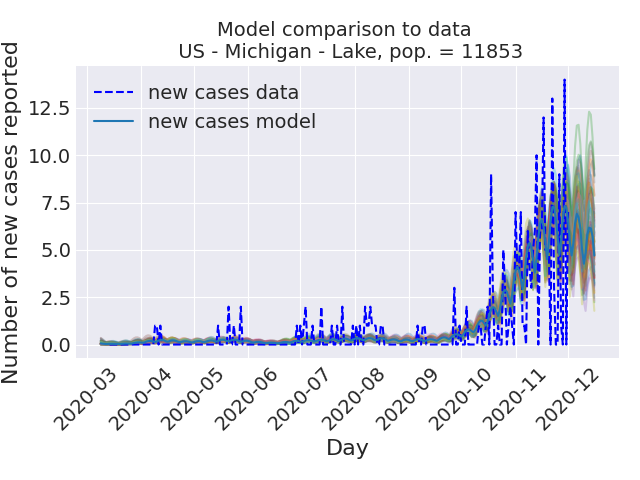 Model comparison to data
US - Michigan - Lake, pop. = 11853
Number of new cases reported
12.5
10.0
7.5
5.0
2.5
0.0
new cases data
new cases model
2020-03
2020-04
2020-05
2020-06
2020-07
2020-08
2020-09
2020-10
2020-11
2020-12
Day